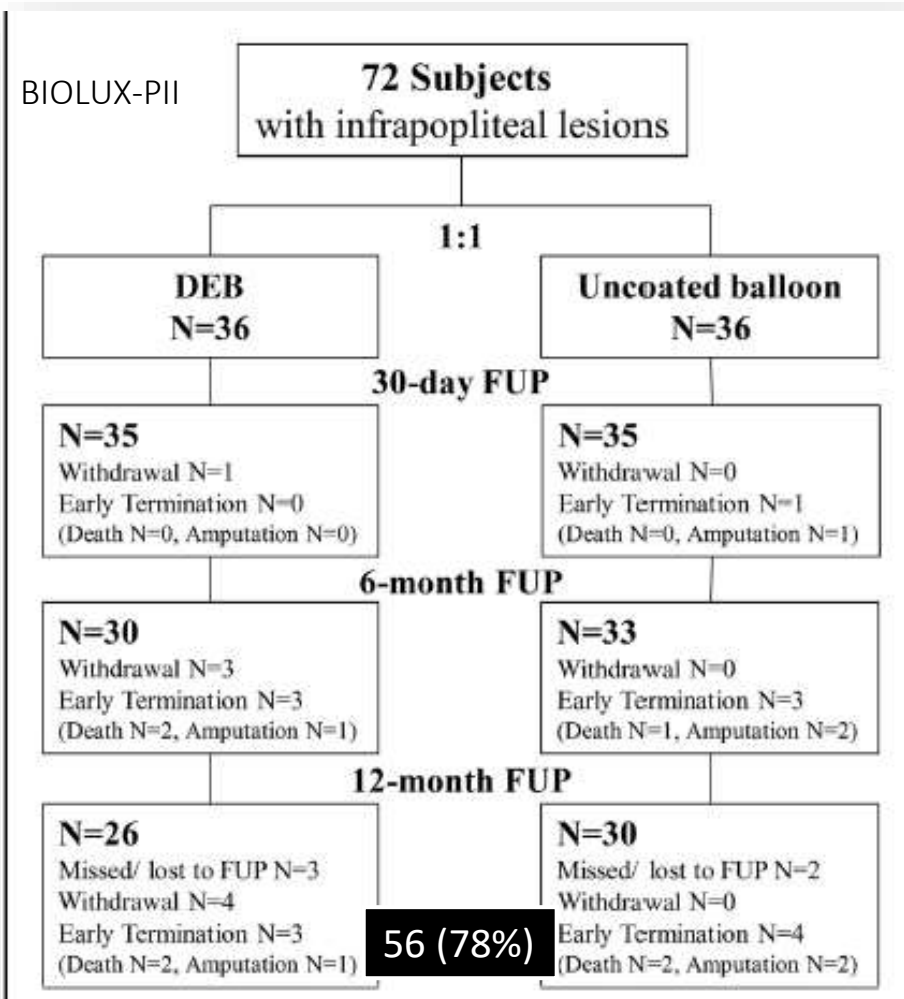 BIOLUX-PII
72 Subjects
with infrapopliteal lesions
1:1
DEB
N=36
Uncoated balloon
N=36
30-day FUP
N=35
Withdrawal N=1
Early Termination N=0
(Death N=0, Amputation N=0)
N=35
Withdrawal N=0
Early Termination N=1
(Death N=0, Amputation N=1)
6-month FUP
N=30
Withdrawal N=3
Early Termination N=3
(Death N=2, Amputation N=1)
N=33
Withdrawal N=0
Early Termination N=3
(Death N=1, Amputation N=2)
12-month FUP
N=26
Missed/ lost to FUP N=3
Withdrawal N=4
Early Termination N=3
(Death N=2, Amputation N=1)
56 (78%)
N=30
Missed/ lost to FUP N=2
Withdrawal N=0
Early Termination N=4
(Death N=2, Amputation N=2)